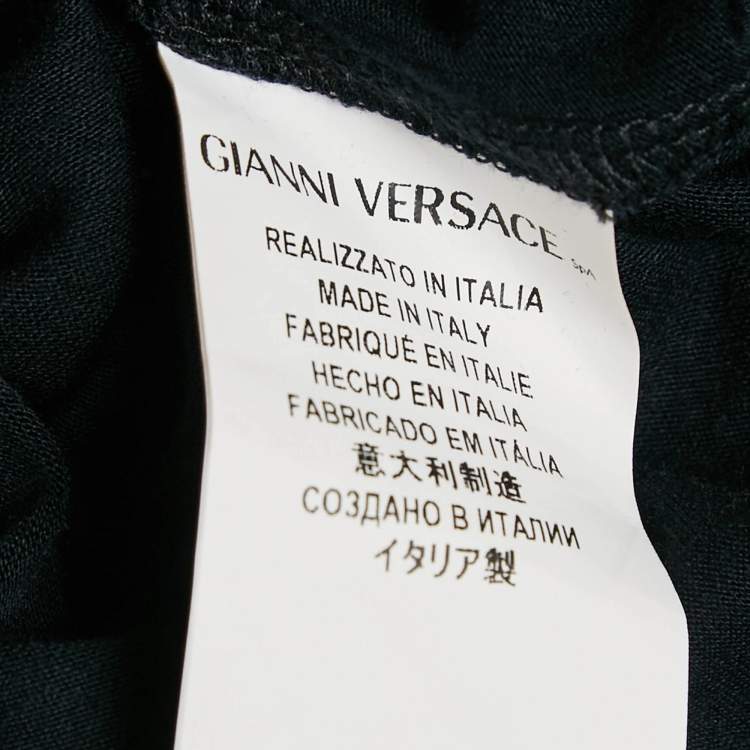 GIANNI VERSACE SpA
REALIZZATO IN ITALIA
MADE IN ITALY
FABRIQUÉ EN ITALIE
HECHO EN ITALIA
FABRICADO EM ITÁLIA
意大利制造
СОЗДАНО В ИТАЛИИ
イタリア製